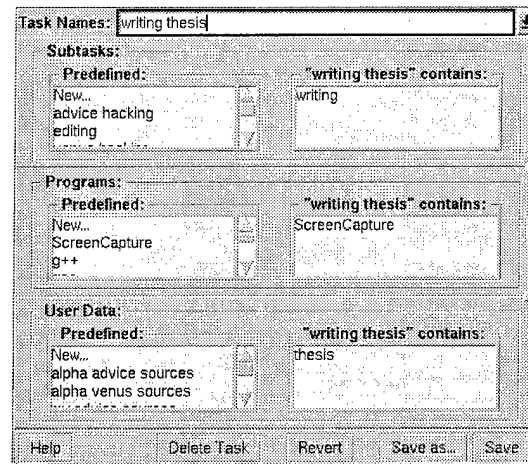 Task Names: writing thesis
Subtasks:
Predefined:
New...
advice hacking
editing
"writing thesis" contains:
writing
Programs:
Predefined:
New...
ScreenCapture
g++
"writing thesis" contains:
ScreenCapture
User Data:
Predefined:
New...
alpha advice sources
alpha venus sources
"writing thesis" contains:
thesis
Help Delete Task Revert Save as... Save